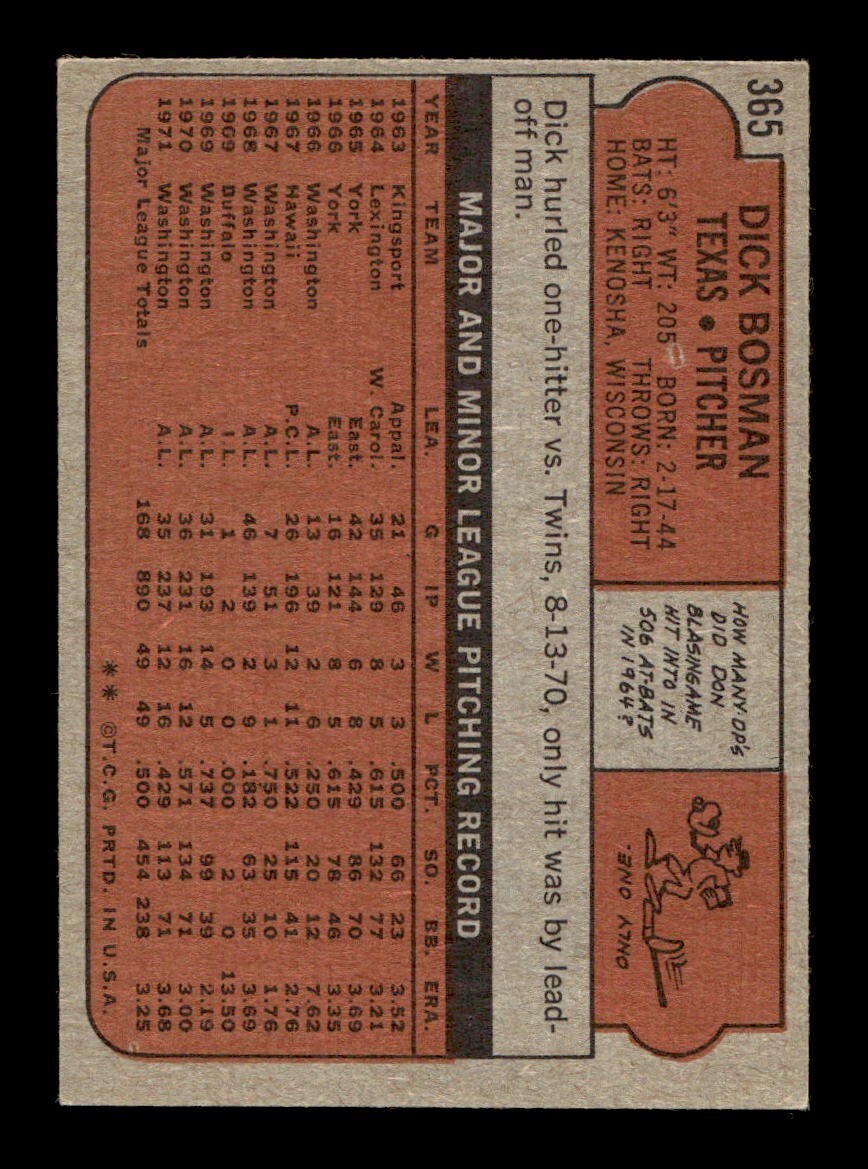 365
DICK BOSMAN
TEXAS • PITCHER
HT: 6'3" WT: 205 BORN: 2-17-44
BATS: RIGHT THROWS: RIGHT
HOME: KENOSHA, WISCONSIN
HOW MANY DP'S
DID DON
BLASINGAME
HIT INTO IN
506 AT-BATS
IN 1964?
ONLY ONE.
Dick hurled one-hitter vs. Twins, 8-13-70, only hit was by lead-
off man.
MAJOR AND MINOR LEAGUE PITCHING RECORD
YEAR TEAM LEA. G IP W L PCT. SO. BB. ERA.
1963 Kingsport Appal. 21 46 3 3 .500 66 23 3.52
1964 Lexington W. Carol. 35 129 8 5 .615 132 77 3.21
1965 York East. 42 144 6 8 .429 86 70 3.69
1966 York East. 16 121 8 5 .615 78 46 3.35
1966 Washington A.L. 13 39 2 6 .250 20 12 7.62
1967 Hawaii P.C.L. 26 196 12 11 .522 115 41 2.76
1967 Washington A.L. 7 51 3 1 .750 25 10 1.76
1968 Washington A.L. 46 139 2 9 .182 63 35 3.69
1969 Buffalo I.L. 1 2 0 0 .000 2 0 13.50
1969 Washington A.L. 31 193 14 5 .737 99 39 2.19
1970 Washington A.L. 36 231 16 12 .571 134 71 3.00
1971 Washington A.L. 35 237 12 16 .429 113 71 3.68
Major League Totals 168 890 49 49 .500 454 238 3.25
** ©T.C.G. PRTD. IN U.S.A.